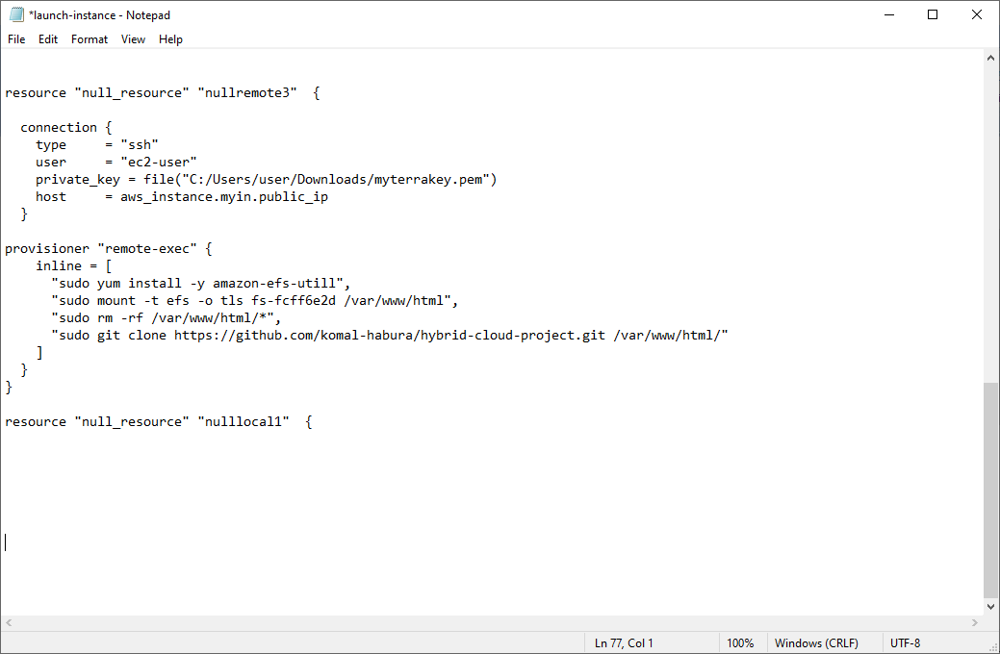 *launch-instance - Notepad
File Edit Format View Help
resource "null_resource" "nullremote3"  {
  connection {
    type     = "ssh"
    user     = "ec2-user"
    private_key = file("C:/Users/user/Downloads/myterrakey.pem")
    host     = aws_instance.myin.public_ip
  }
provisioner "remote-exec" {
    inline = [
      "sudo yum install -y amazon-efs-utill",
      "sudo mount -t efs -o tls fs-fcff6e2d /var/www/html",
      "sudo rm -rf /var/www/html/*",
      "sudo git clone https://github.com/komal-habura/hybrid-cloud-project.git /var/www/html/"
    ]
  }
}
resource "null_resource" "nulllocal1"  {
Ln 77, Col 1 100% Windows (CRLF) UTF-8